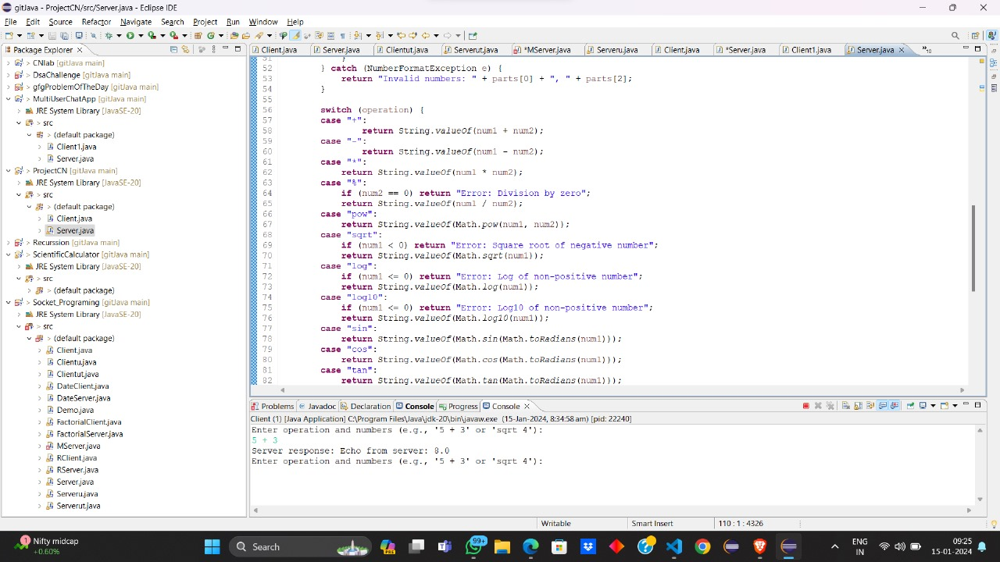 gitJava - ProjectCN/src/Server.java - Eclipse IDE
File Edit Source Refactor Navigate Search Project Run Window Help
Package Explorer
CNlab [gitJava main]
DsaChallenge [gitJava main]
gfgProblemOfTheDay [gitJava main]
MultiUserChatApp [gitJava main]
JRE System Library [JavaSE-20]
src
(default package)
Client1.java
Server.java
ProjectCN [gitJava main]
JRE System Library [JavaSE-20]
src
(default package)
Client.java
Server.java
Recurssion [gitJava main]
ScientificCalculator [gitJava main]
JRE System Library [JavaSE-20]
src
(default package)
Socket_Programing [gitJava main]
JRE System Library [JavaSE-20]
src
(default package)
Client.java
Clientu.java
Clientut.java
DateClient.java
DateServer.java
Demo.java
FactorialClient.java
FactorialServer.java
MServer.java
RClient.java
RServer.java
Server.java
Serveru.java
Serverut.java
Client.java Server.java Clientut.java Serverut.java *MServer.java Serveru.java Client.java *Server.java Client1.java Server.java
52 } catch (NumberFormatException e) {
53 return "Invalid numbers: " + parts[0] + ", " + parts[2];
54 }
55
56 switch (operation) {
57 case "+":
58 return String.valueOf(num1 + num2);
59 case "-":
60 return String.valueOf(num1 - num2);
61 case "*":
62 return String.valueOf(num1 * num2);
63 case "%":
64 if (num2 == 0) return "Error: Division by zero";
65 return String.valueOf(num1 / num2);
66 case "pow":
67 return String.valueOf(Math.pow(num1, num2));
68 case "sqrt":
69 if (num1 < 0) return "Error: Square root of negative number";
70 return String.valueOf(Math.sqrt(num1));
71 case "log":
72 if (num1 <= 0) return "Error: Log of non-positive number";
73 return String.valueOf(Math.log(num1));
74 case "log10":
75 if (num1 <= 0) return "Error: Log10 of non-positive number";
76 return String.valueOf(Math.log10(num1));
77 case "sin":
78 return String.valueOf(Math.sin(Math.toRadians(num1)));
79 case "cos":
80 return String.valueOf(Math.cos(Math.toRadians(num1)));
81 case "tan":
82 return String.valueOf(Math.tan(Math.toRadians(num1)));
Problems Javadoc Declaration Console Progress Console
Client (1) [Java Application] C:\Program Files\Java\jdk-20\bin\javaw.exe (15-Jan-2024, 8:34:58 am) [pid: 22240]
Enter operation and numbers (e.g., '5 + 3' or 'sqrt 4'):
5 + 3
Server response: Echo from server: 8.0
Enter operation and numbers (e.g., '5 + 3' or 'sqrt 4'):
Writable Smart Insert 110 : 1 : 4326
1 Nifty midcap
+0.60%
Search
PRE
99+
ENG
IN
09:25
15-01-2024